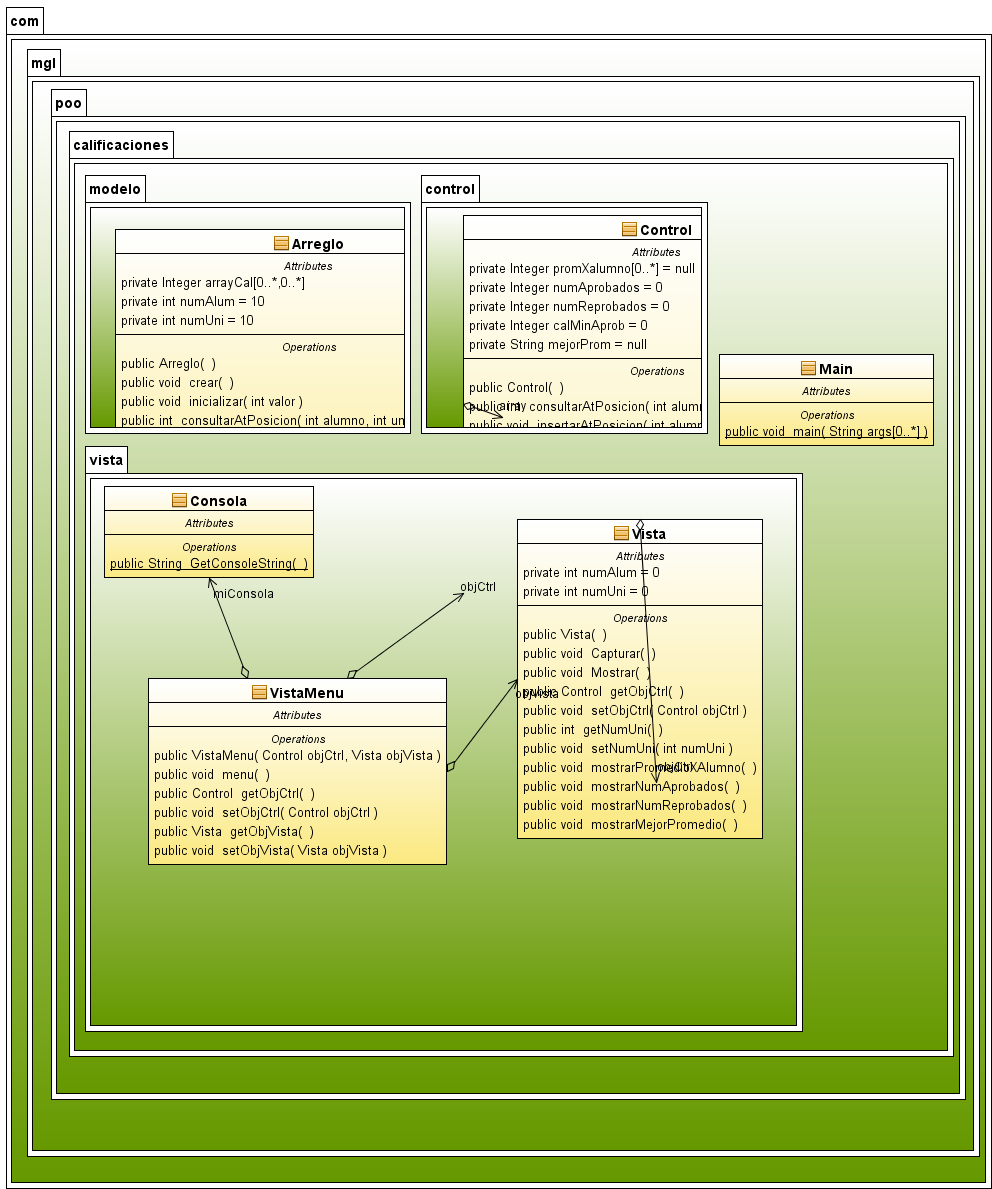 com
mgl
poo
calificaciones
modelo
Arreglo
Attributes
private Integer arrayCal[0..*,0..*]
private int numAlum = 10
private int numUni = 10
Operations
public Arreglo( )
public void crear( )
public void inicializar( int valor )
public int consultarAtPosicion( int alumno, int un
control
Control
Attributes
private Integer promXalumno[0..*] = null
private Integer numAprobados = 0
private Integer numReprobados = 0
private Integer calMinAprob = 0
private String mejorProm = null
Operations
public Control( )
public int consultarAtPosicion( int alum
array
public void insertarAtPosicion( int alum
Main
Attributes
Operations
public void main( String args[0..*] )
vista
Consola
Attributes
Operations
public String GetConsoleString( )
miConsola
objCtrl
VistaMenu
Attributes
Operations
public VistaMenu( Control objCtrl, Vista objVista )
public void menu( )
public Control getObjCtrl( )
public void setObjCtrl( Control objCtrl )
public Vista getObjVista( )
public void setObjVista( Vista objVista )
objVista
Vista
Attributes
private int numAlum = 0
private int numUni = 0
Operations
public Vista( )
public void Capturar( )
public void Mostrar( )
public Control getObjCtrl( )
public void setObjCtrl( Control objCtrl )
public int getNumUni( )
public void setNumUni( int numUni )
public void mostrarPromedioXAlumno( )
objCtrl
public void mostrarNumAprobados( )
public void mostrarNumReprobados( )
public void mostrarMejorPromedio( )